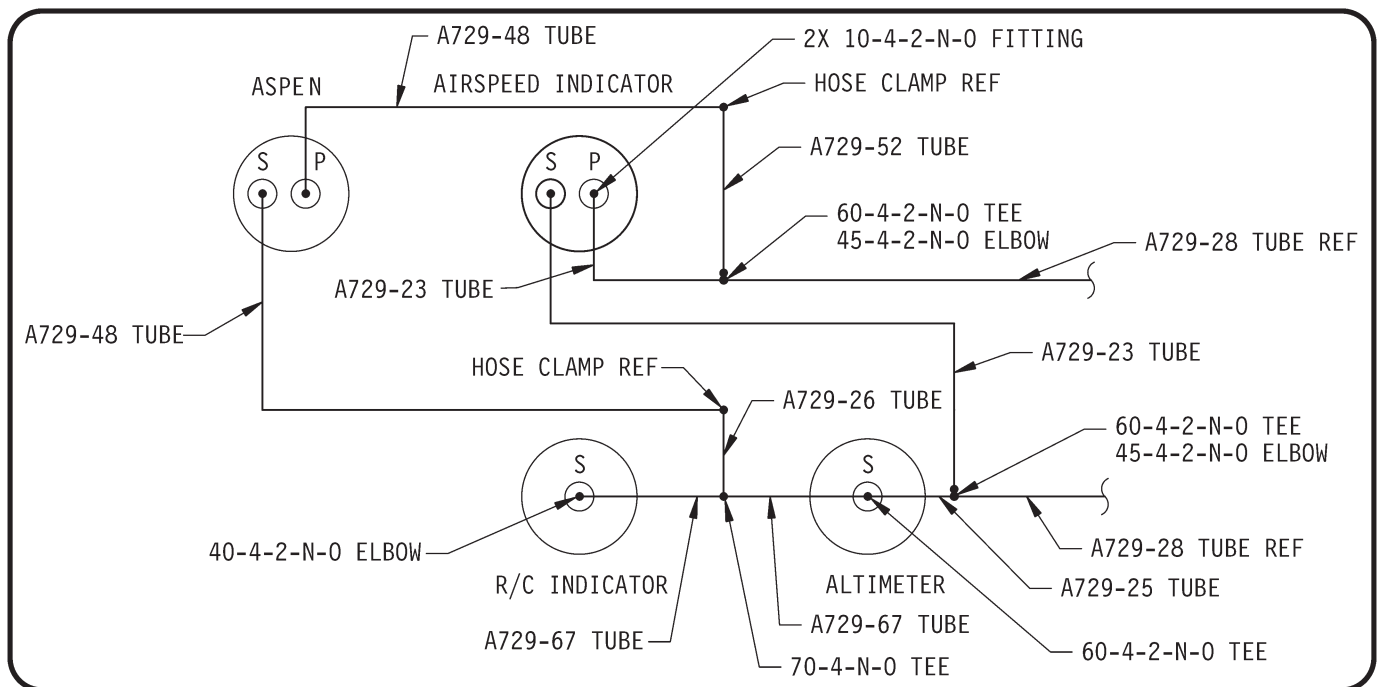 A729-48 TUBE
2X 10-4-2-N-O FITTING
ASPEN
AIRSPEED INDICATOR
HOSE CLAMP REF
S P
S P
A729-52 TUBE
60-4-2-N-O TEE
45-4-2-N-O ELBOW
A729-28 TUBE REF
A729-23 TUBE
A729-48 TUBE
A729-23 TUBE
HOSE CLAMP REF
A729-26 TUBE
60-4-2-N-O TEE
45-4-2-N-O ELBOW
S
S
40-4-2-N-O ELBOW
A729-28 TUBE REF
R/C INDICATOR
ALTIMETER
A729-25 TUBE
A729-67 TUBE
A729-67 TUBE
60-4-2-N-O TEE
70-4-N-O TEE